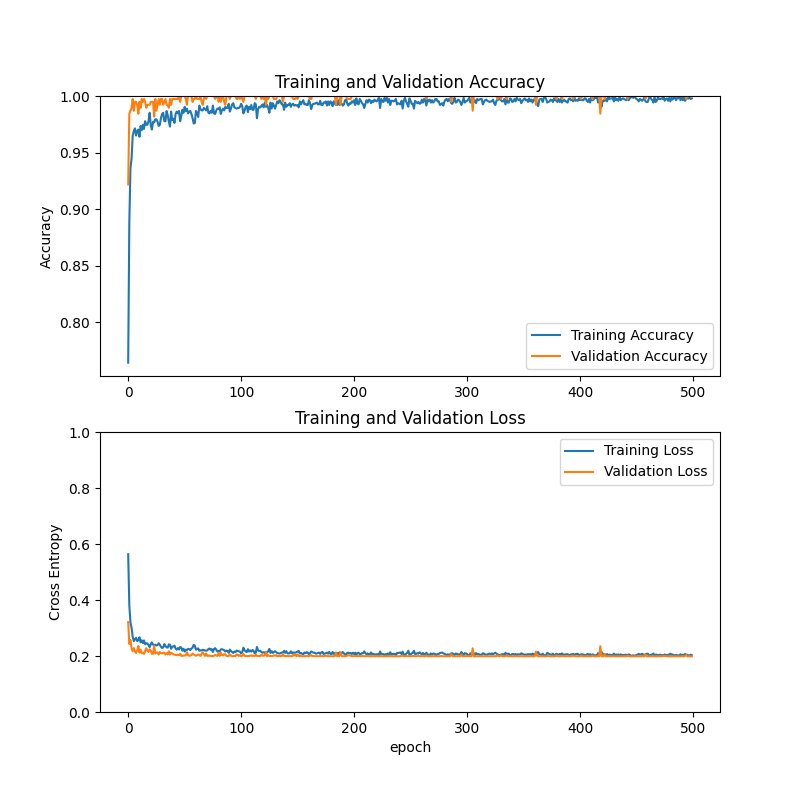 Training and Validation Accuracy
1.00
0.95
0.90
0.85
0.80
Accuracy
Training Accuracy
Validation Accuracy
0 100 200 300 400 500
Training and Validation Loss
1.0
0.8
0.6
0.4
0.2
0.0
Cross Entropy
Training Loss
Validation Loss
0 100 200 300 400 500
epoch